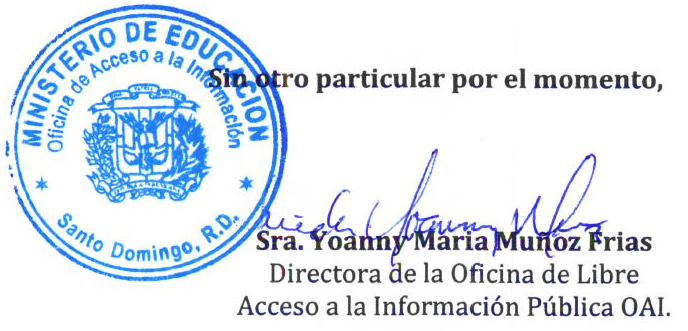 MINISTERIO DE EDUCACION
Oficina de Acceso a la Información
Santo Domingo, R.D.
Sin otro particular por el momento,
Sra. Yoanny Maria Muñoz Frias
Directora de la Oficina de Libre
Acceso a la Información Pública OAI.